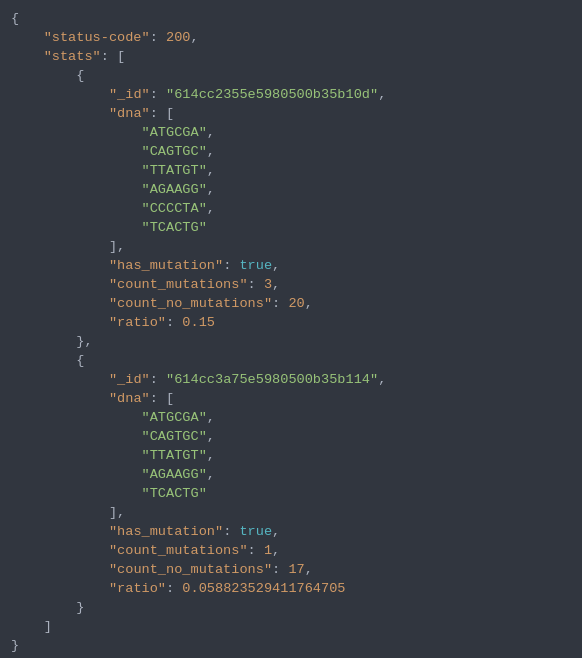 {
    "status-code": 200,
    "stats": [
        {
            "_id": "614cc2355e5980500b35b10d",
            "dna": [
                "ATGCGA",
                "CAGTGC",
                "TTATGT",
                "AGAAGG",
                "CCCCTA",
                "TCACTG"
            ],
            "has_mutation": true,
            "count_mutations": 3,
            "count_no_mutations": 20,
            "ratio": 0.15
        },
        {
            "_id": "614cc3a75e5980500b35b114",
            "dna": [
                "ATGCGA",
                "CAGTGC",
                "TTATGT",
                "AGAAGG",
                "TCACTG"
            ],
            "has_mutation": true,
            "count_mutations": 1,
            "count_no_mutations": 17,
            "ratio": 0.058823529411764705
        }
    ]
}